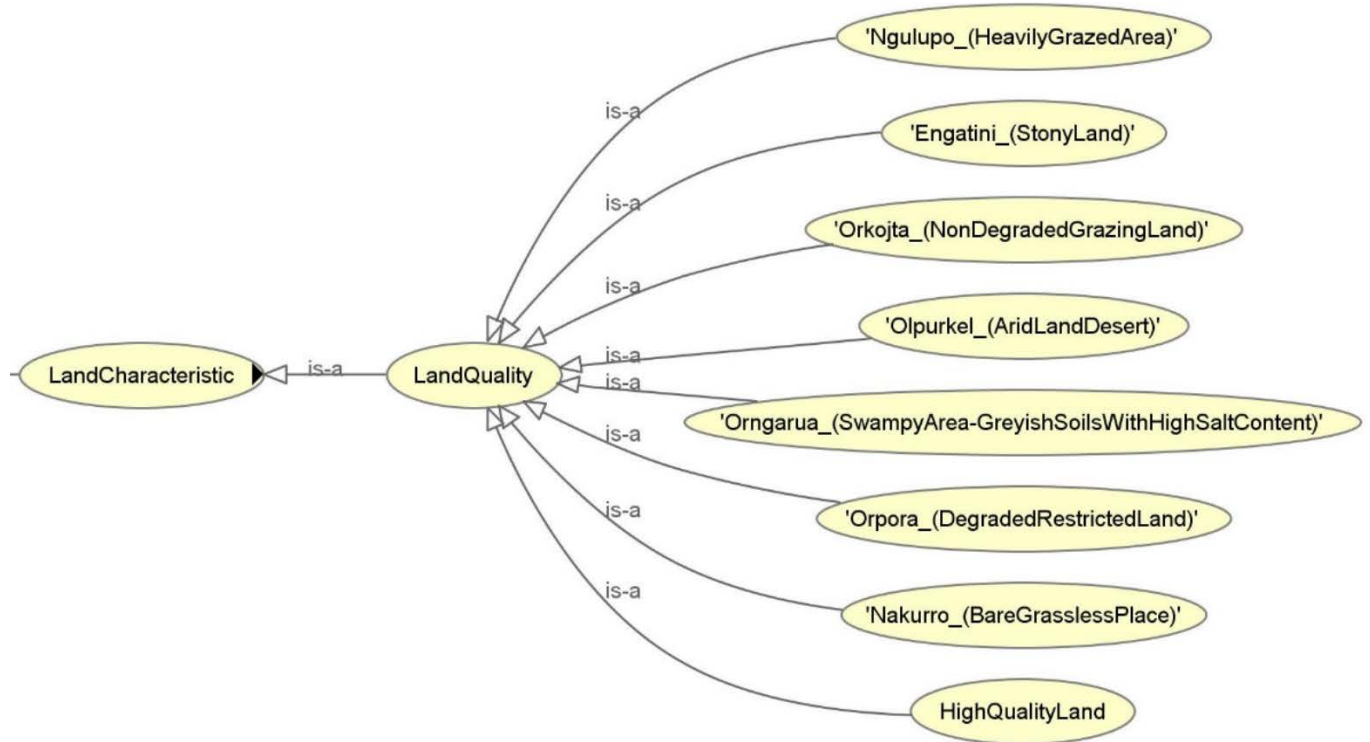 'Ngulupo_(HeavilyGrazedArea)'
is-a
'Engatini_(StonyLand)'
is-a
'Orkojta_(NonDegradedGrazingLand)'
is-a
'Olpurkel_(AridLandDesert)'
is-a
LandCharacteristic
is-a
LandQuality
is-a
'Orngarua_(SwampyArea-GreyishSoilsWithHighSaltContent)'
is-a
'Orpora_(DegradedRestrictedLand)'
is-a
'Nakurro_(BareGrasslessPlace)'
is-a
HighQualityLand